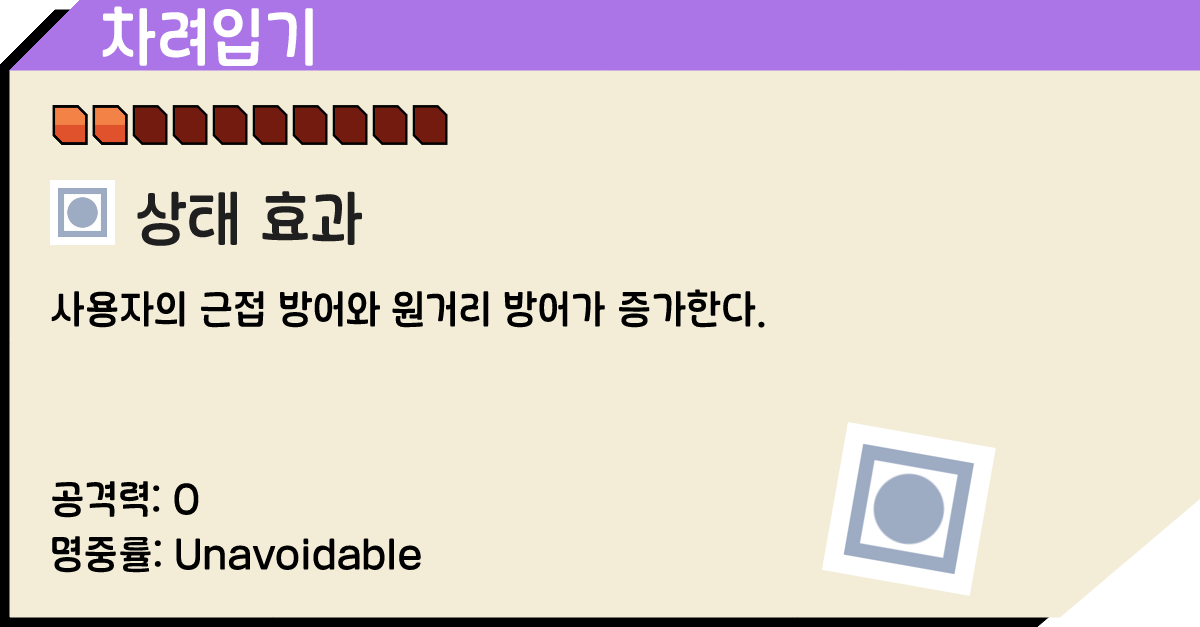 차려입기
상태 효과
사용자의 근접 방어와 원거리 방어가 증가한다.
공격력: 0
명중률: Unavoidable